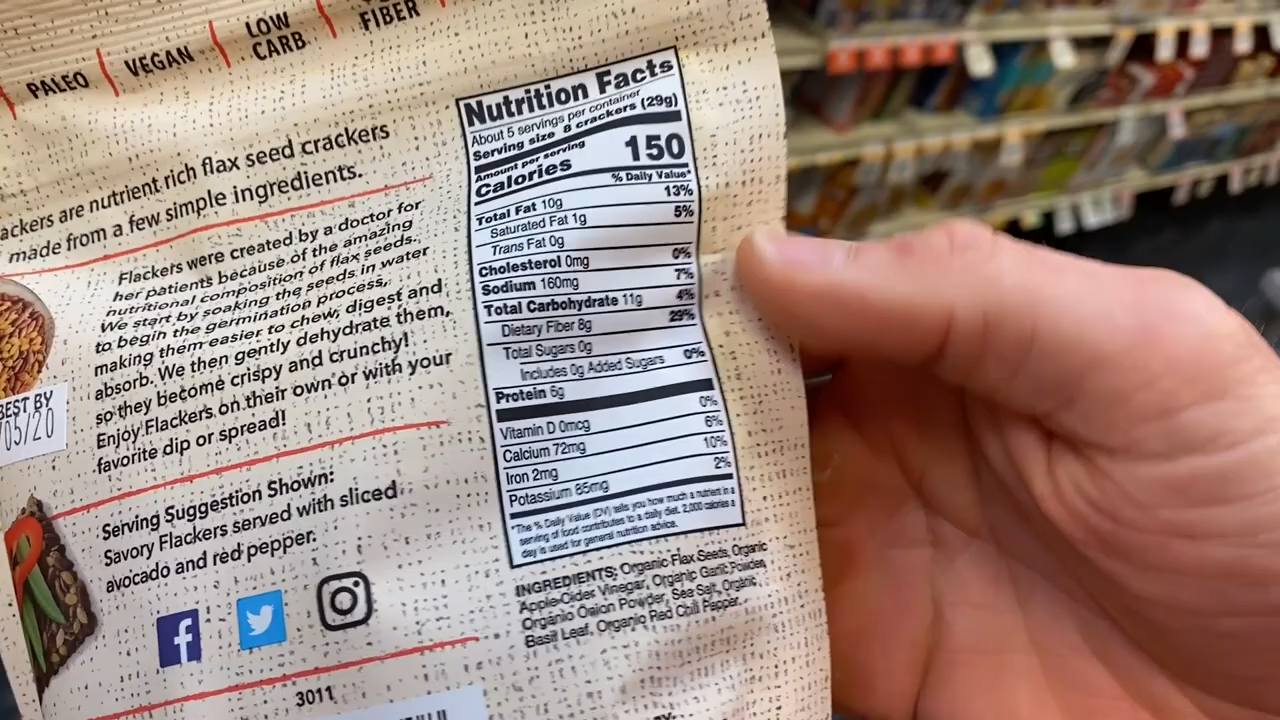 PALEO
VEGAN
LOW
CARB
FIBER
ackers are nutrient rich flax seed crackers
made from a few simple ingredients.
Flackers were created by a doctor for
her patients because of the amazing
nutritional composition of flax seeds.
We start by soaking the seeds in water
to begin the germination process,
making them easier to chew, digest and
absorb. We then gently dehydrate them,
so they become crispy and crunchy!
Enjoy Flackers on their own or with your
favorite dip or spread!
BEST BY
/05/20
Serving Suggestion Shown:
Savory Flackers served with sliced
avocado and red pepper.
3011
Nutrition Facts
About 5 servings per container
Serving size 8 crackers (29g)
Amount per serving
Calories 150
% Daily Value*
Total Fat 10g 13%
Saturated Fat 1g 5%
Trans Fat 0g
Cholesterol 0mg 0%
Sodium 160mg 7%
Total Carbohydrate 11g 4%
Dietary Fiber 8g 29%
Total Sugars 0g
Includes 0g Added Sugars 0%
Protein 6g
Vitamin D 0mcg 0%
Calcium 72mg 6%
Iron 2mg 10%
Potassium 85mg 2%
*The % Daily Value (DV) tells you how much a nutrient in a
serving of food contributes to a daily diet. 2,000 calories a
day is used for general nutrition advice.
INGREDIENTS: Organic Flax Seeds, Organic
Apple Cider Vinegar, Organic Garlic Powder,
Organic Onion Powder, Sea Salt, Organic
Basil Leaf, Organic Red Chili Pepper.